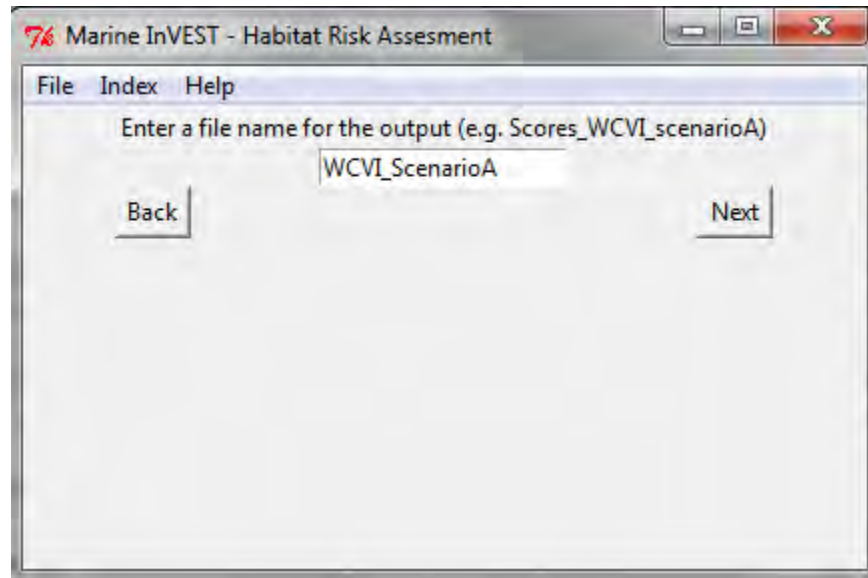 Marine InVEST - Habitat Risk Assesment
File Index Help
Enter a file name for the output (e.g. Scores_WCVI_scenarioA)
WCVI_ScenarioA
Back Next